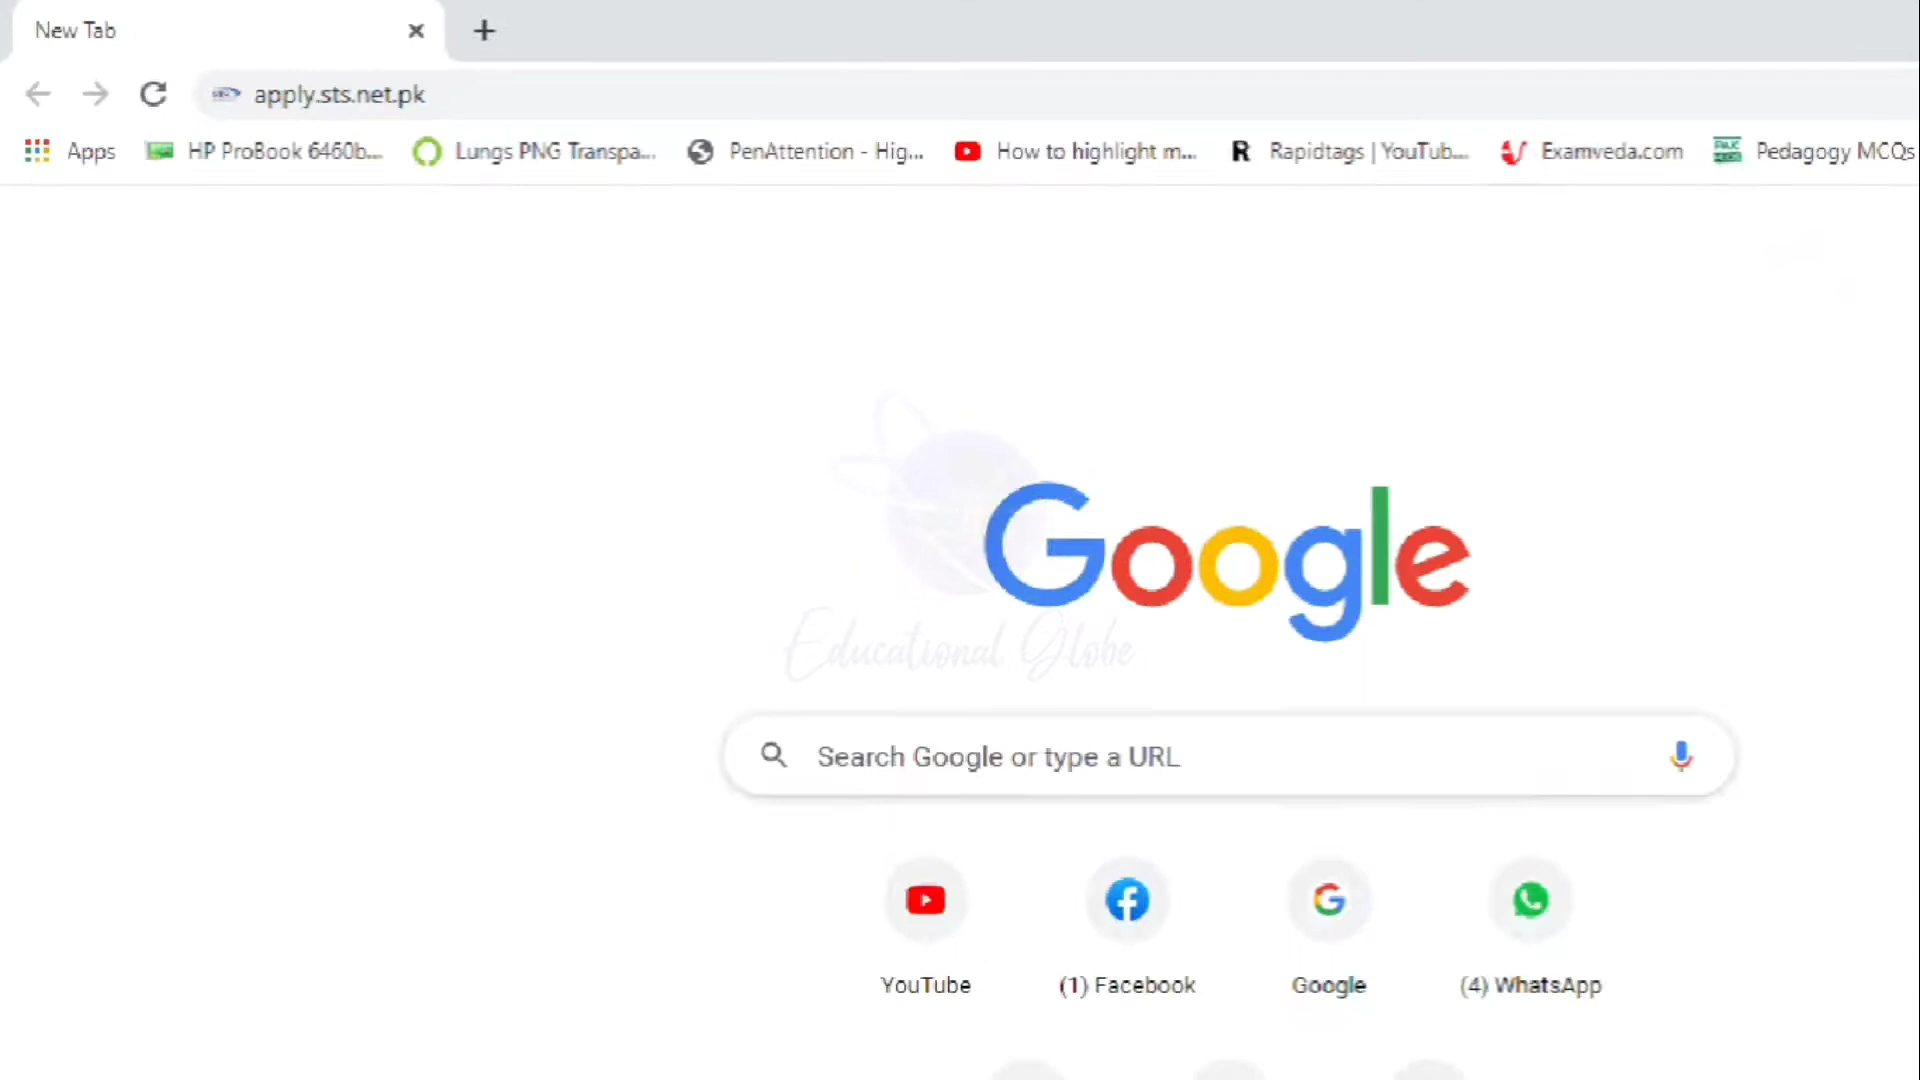 New Tab
apply.sts.net.pk
Apps HP ProBook 6460b... Lungs PNG Transpa... PenAttention - Hig... How to highlight m... R Rapidtags | YouTub... Examveda.com Pedagogy MCQs
Google
Educational Globe
Search Google or type a URL
YouTube (1) Facebook Google (4) WhatsApp